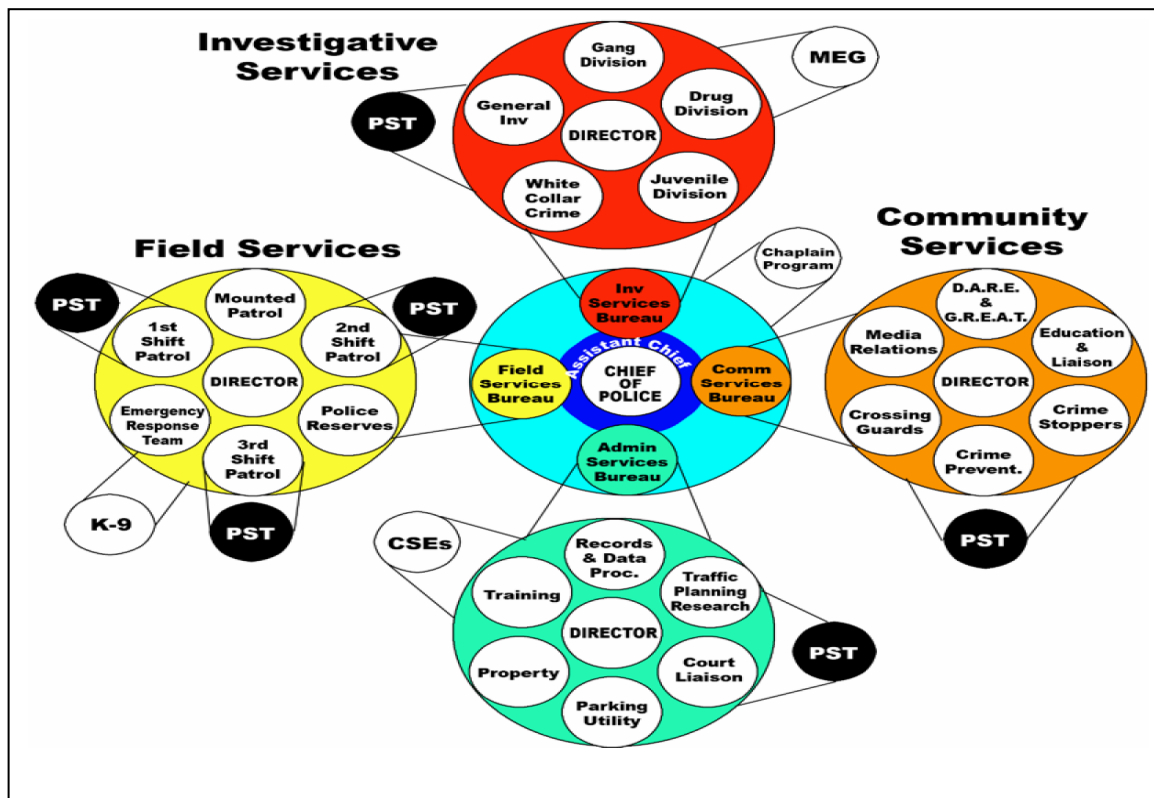 Investigative
Services
Gang
Division
MEG
General
Inv
DIRECTOR
Drug
Division
PST
White
Collar
Crime
Juvenile
Division
Community
Services
Field Services
Chaplain
Program
PST
Mounted
Patrol
PST
1st
Shift
Patrol
2nd
Shift
Patrol
DIRECTOR
Emergency
Response
Team
Police
Reserves
3rd
Shift
Patrol
K-9
PST
Inv
Services
Bureau
Assistant Chief
Field
Services
Bureau
CHIEF
OF
POLICE
Comm
Services
Bureau
Admin
Services
Bureau
D.A.R.E.
&
G.R.E.A.T.
Media
Relations
Education
&
Liaison
DIRECTOR
Crossing
Guards
Crime
Stoppers
Crime
Prevent.
PST
CSEs
Records
& Data
Proc.
Training
Traffic
Planning
Research
DIRECTOR
Property
Court
Liaison
PST
Parking
Utility